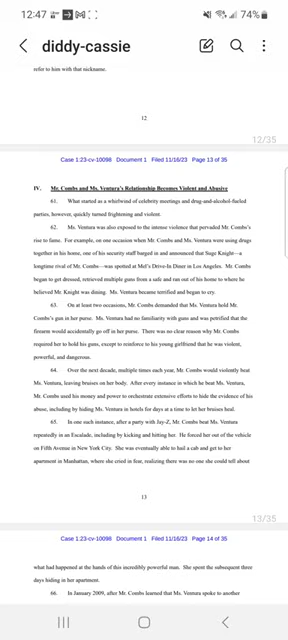 12:47
74%
diddy-cassie
refer to him with that nickname.
12
12/35
Case 1:23-cv-10098 Document 1 Filed 11/16/23 Page 13 of 35
IV. Mr. Combs and Ms. Ventura's Relationship Becomes Violent and Abusive
61. What started as a whirlwind of celebrity meetings and drug-and-alcohol-fueled
parties, however, quickly turned frightening and violent.
62. Ms. Ventura was also exposed to the intense violence that pervaded Mr. Combs's
rise to fame. For example, on one occasion when Mr. Combs and Ms. Ventura were using drugs
together in his home, one of his security staff barged in and announced that Suge Knight—a
longtime rival of Mr. Combs—was spotted at Mel's Drive-In Diner in Los Angeles. Mr. Combs
began to get dressed, retrieved multiple guns from a safe and ran out of his home to where he
believed Mr. Knight was dining. Ms. Ventura became terrified and began to cry.
63. On at least two occasions, Mr. Combs demanded that Ms. Ventura hold Mr.
Combs's gun in her purse. Ms. Ventura had no familiarity with guns and was petrified that the
firearm would accidentally go off in her purse. There was no clear reason why Mr. Combs
required her to hold his guns, except to reinforce to his young girlfriend that he was violent,
powerful, and dangerous.
64. Over the next decade, multiple times each year, Mr. Combs would violently beat
Ms. Ventura, leaving bruises on her body. After every instance in which he beat Ms. Ventura,
Mr. Combs used his money and power to orchestrate extensive efforts to hide the evidence of his
abuse, including by hiding Ms. Ventura in hotels for days at a time to let her bruises heal.
65. In one such instance, after a party with Jay-Z, Mr. Combs beat Ms. Ventura
repeatedly in an Escalade, including by kicking and hitting her. He forced her out of the vehicle
on Fifth Avenue in New York City. She was eventually able to hail a cab and get to her
apartment in Manhattan, where she cried in fear, realizing there was no one she could tell about
13
13/35
Case 1:23-cv-10098 Document 1 Filed 11/16/23 Page 14 of 35
what had happened at the hands of this incredibly powerful man. She spent the subsequent three
days hiding in her apartment.
66. In January 2009, after Mr. Combs learned that Ms. Ventura spoke to another